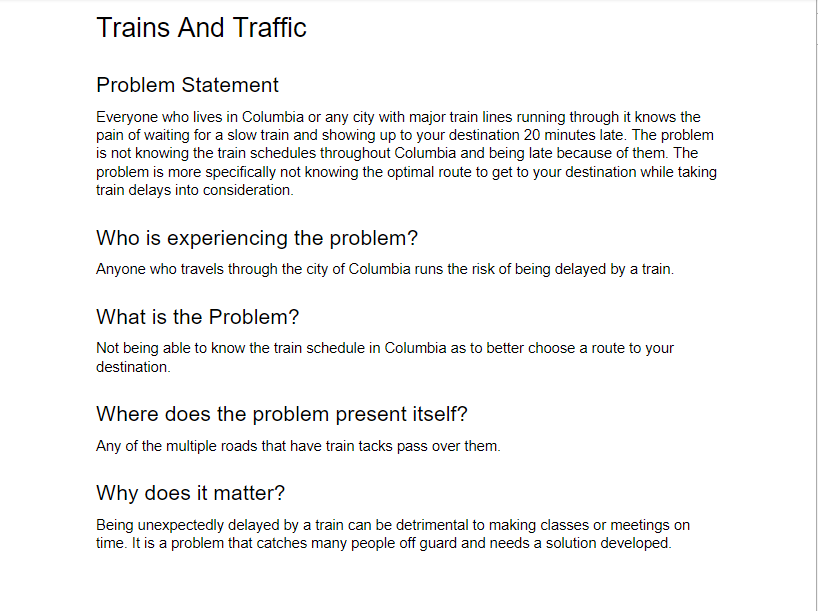 Trains And Traffic
Problem Statement
Everyone who lives in Columbia or any city with major train lines running through it knows the
pain of waiting for a slow train and showing up to your destination 20 minutes late. The problem
is not knowing the train schedules throughout Columbia and being late because of them. The
problem is more specifically not knowing the optimal route to get to your destination while taking
train delays into consideration.
Who is experiencing the problem?
Anyone who travels through the city of Columbia runs the risk of being delayed by a train.
What is the Problem?
Not being able to know the train schedule in Columbia as to better choose a route to your
destination.
Where does the problem present itself?
Any of the multiple roads that have train tacks pass over them.
Why does it matter?
Being unexpectedly delayed by a train can be detrimental to making classes or meetings on
time. It is a problem that catches many people off guard and needs a solution developed.